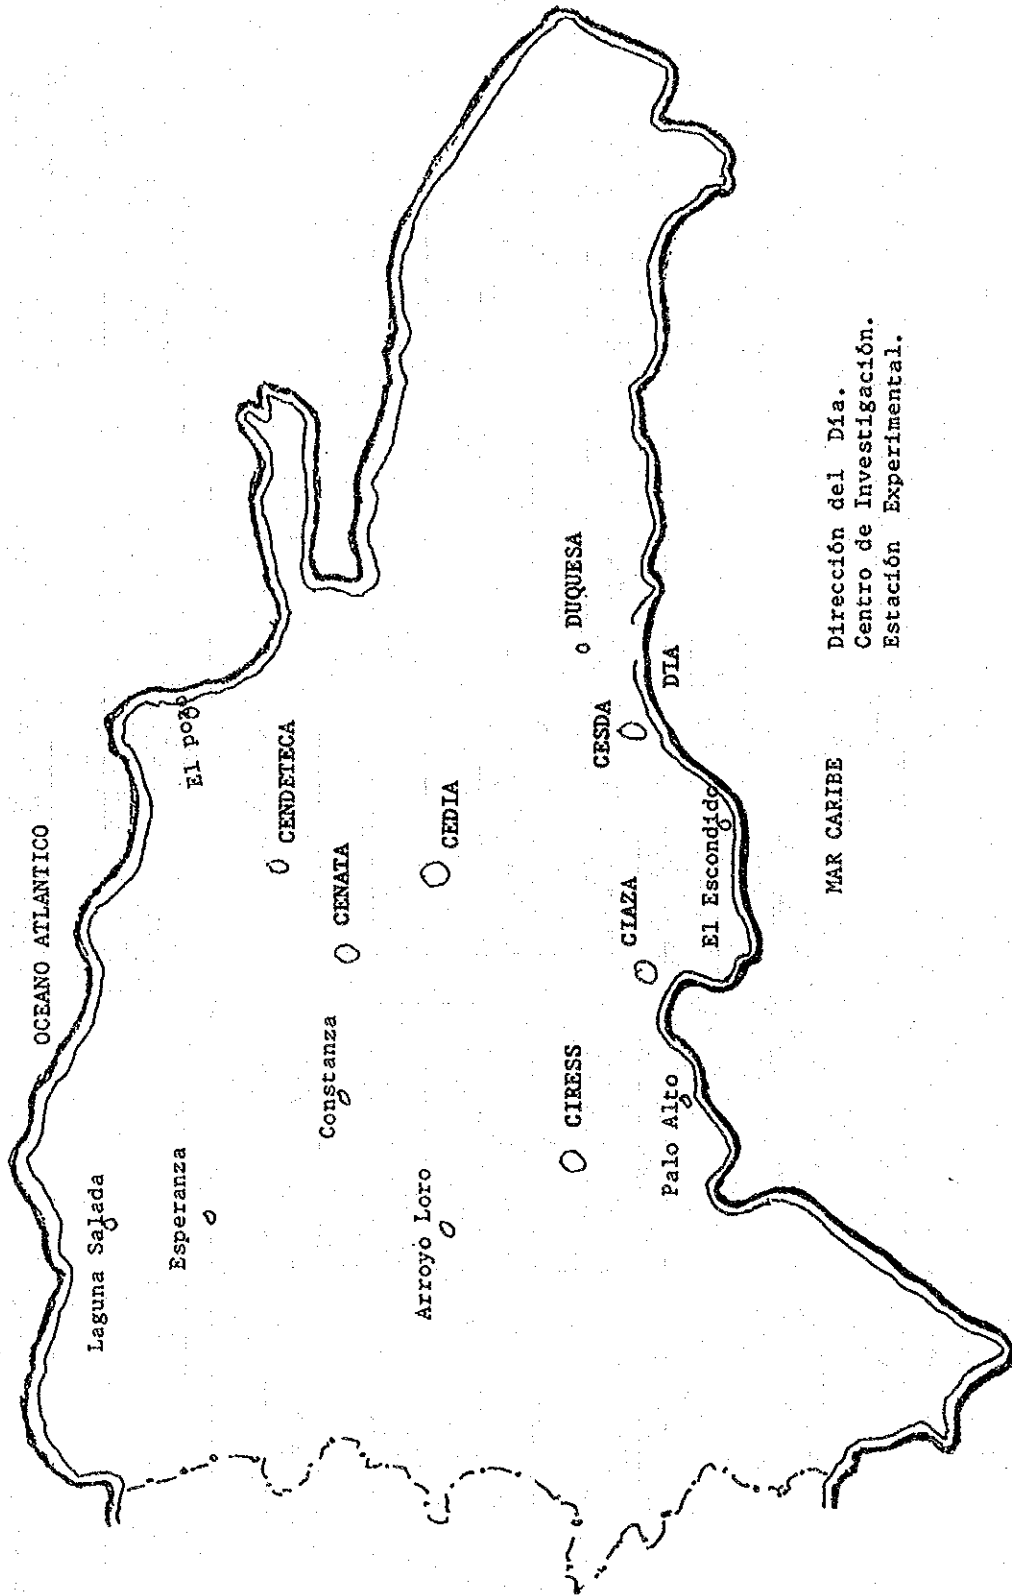 OCEANO ATLANTICO
Laguna Salada
El pozo
Esperanza
CENDETECA
Constanza
CENATA
Arroyo Loro
CEDIA
DUQUESA
CIRESS
CIAZA
CESDA
Palo Alto
El Escondido
DIA
MAR CARIBE
Dirección del Día.
Centro de Investigación.
Estación Experimental.